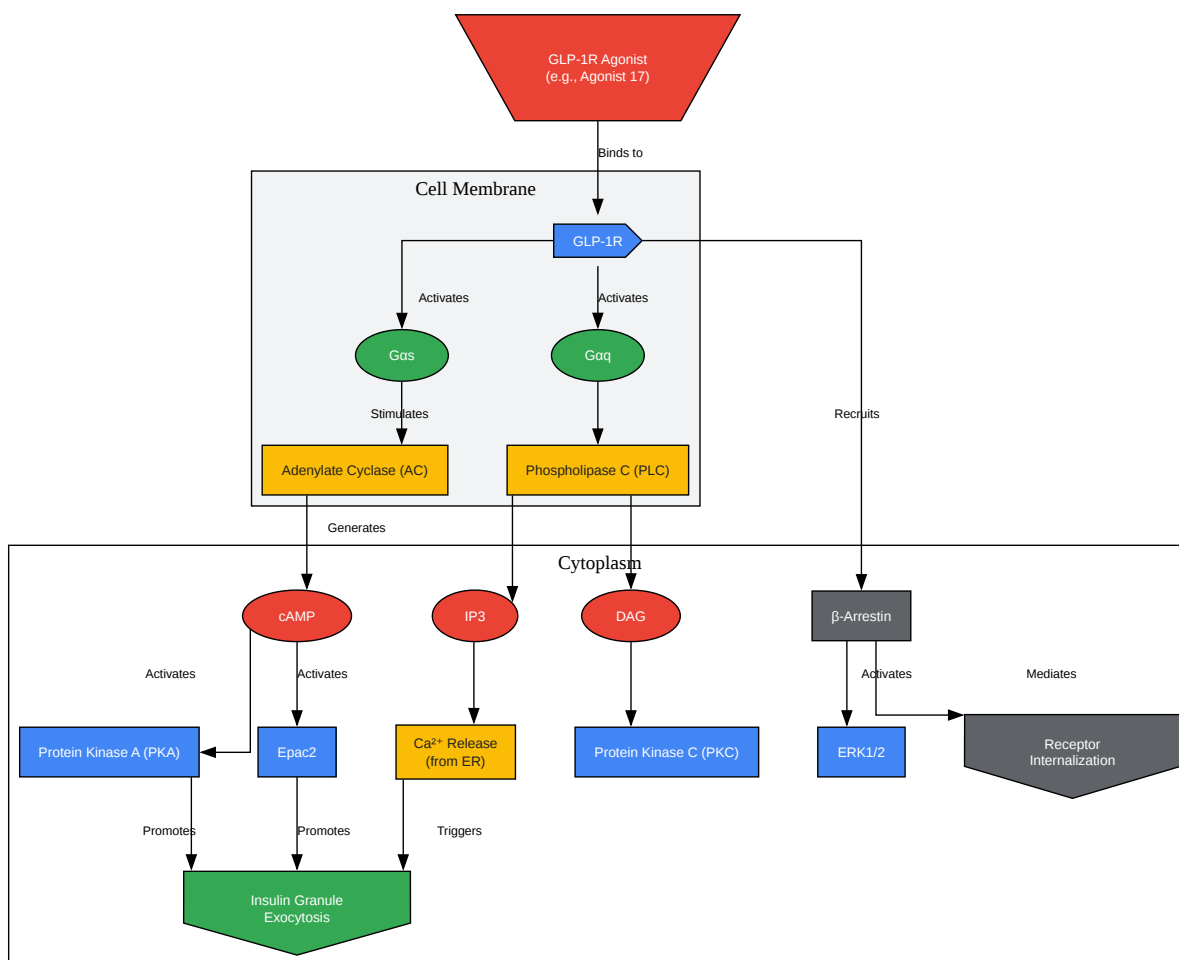 GLP-1R Agonist
(e.g., Agonist 17)
Binds to
Cell Membrane
GLP-1R
Activates
Activates
Gαs
Gαq
Stimulates
Recruits
Adenylate Cyclase (AC)
Phospholipase C (PLC)
Generates
Cytoplasm
cAMP
IP3
DAG
β-Arrestin
Activates
Activates
Activates
Mediates
Protein Kinase A (PKA)
Epac2
Ca²⁺ Release
(from ER)
Protein Kinase C (PKC)
ERK1/2
Receptor
Internalization
Promotes
Promotes
Triggers
Insulin Granule
Exocytosis